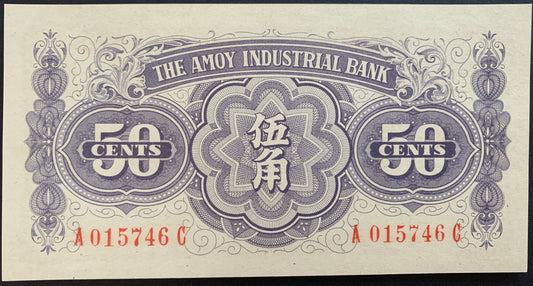 THE AMOY INDUSTRIAL BANK
50 CENTS
伍角
50 CENTS
A 015746 C
A 015746 C